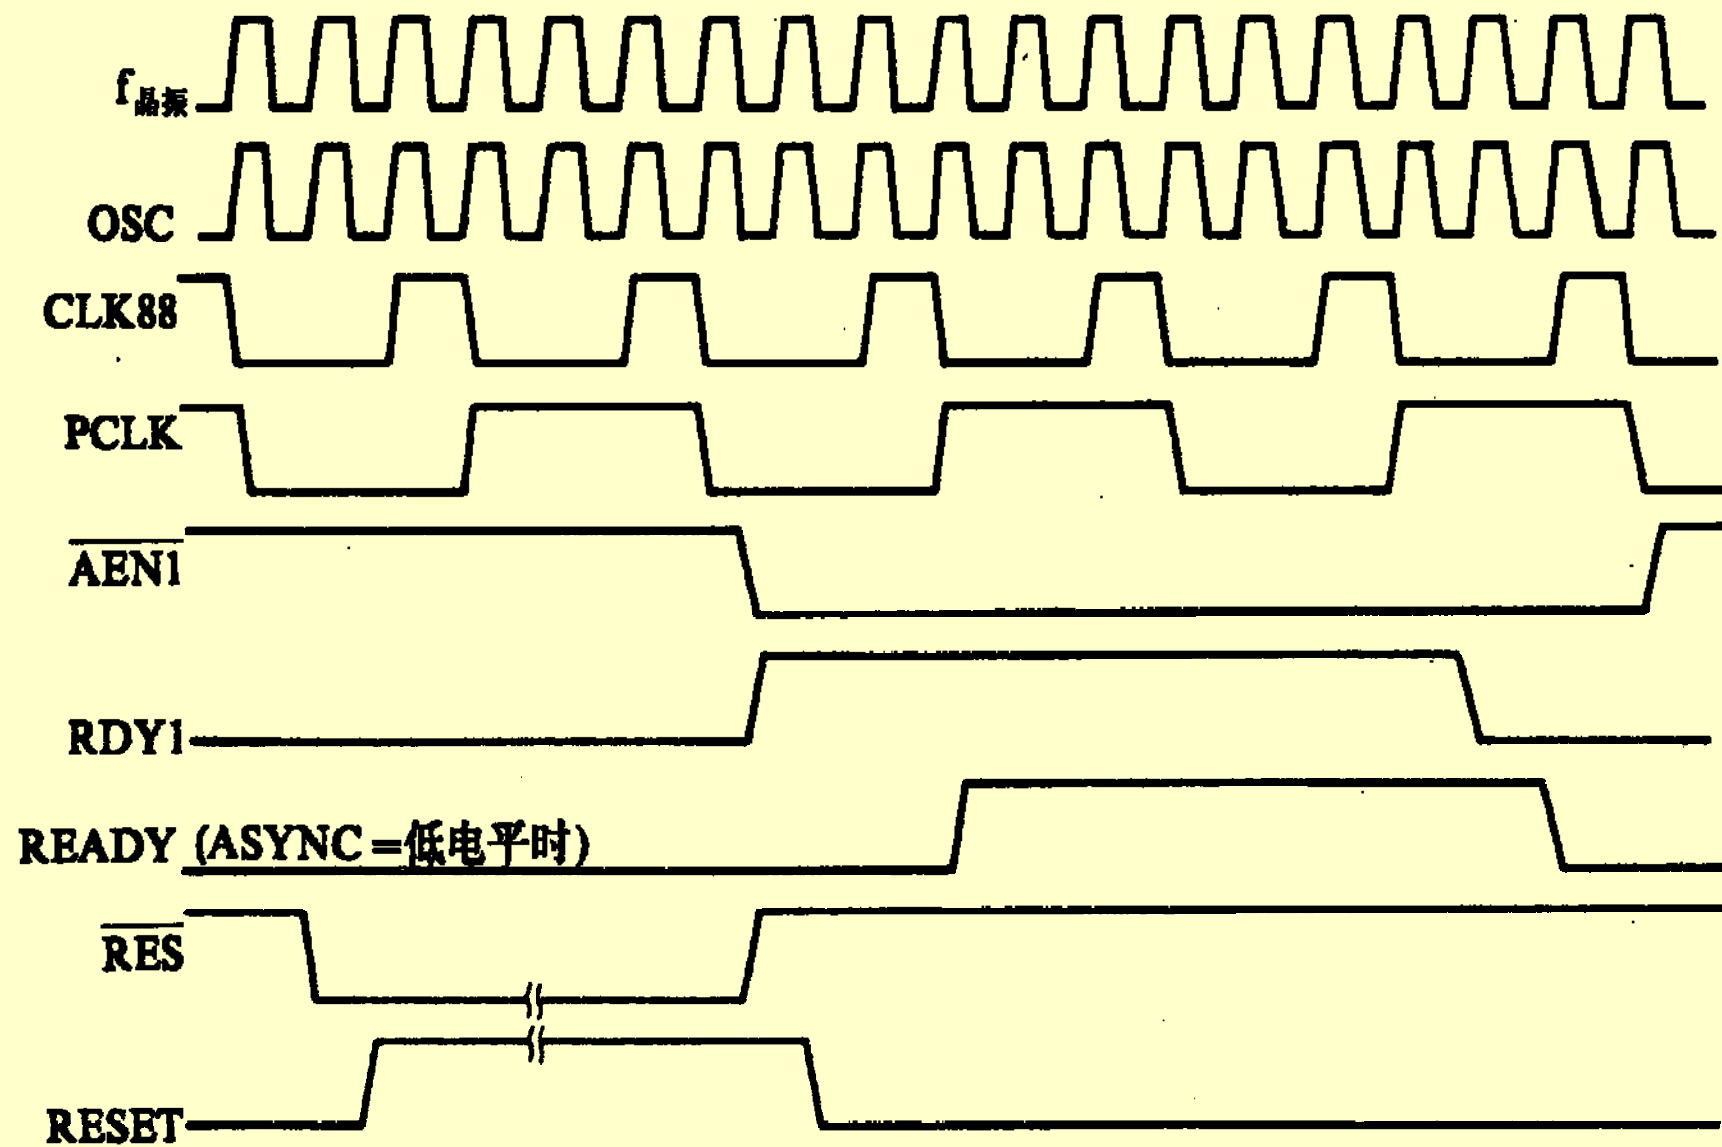 f晶振
OSC
CLK88
PCLK
AEN1
RDY1
READY (ASYNC=低电平时)
RES
RESET